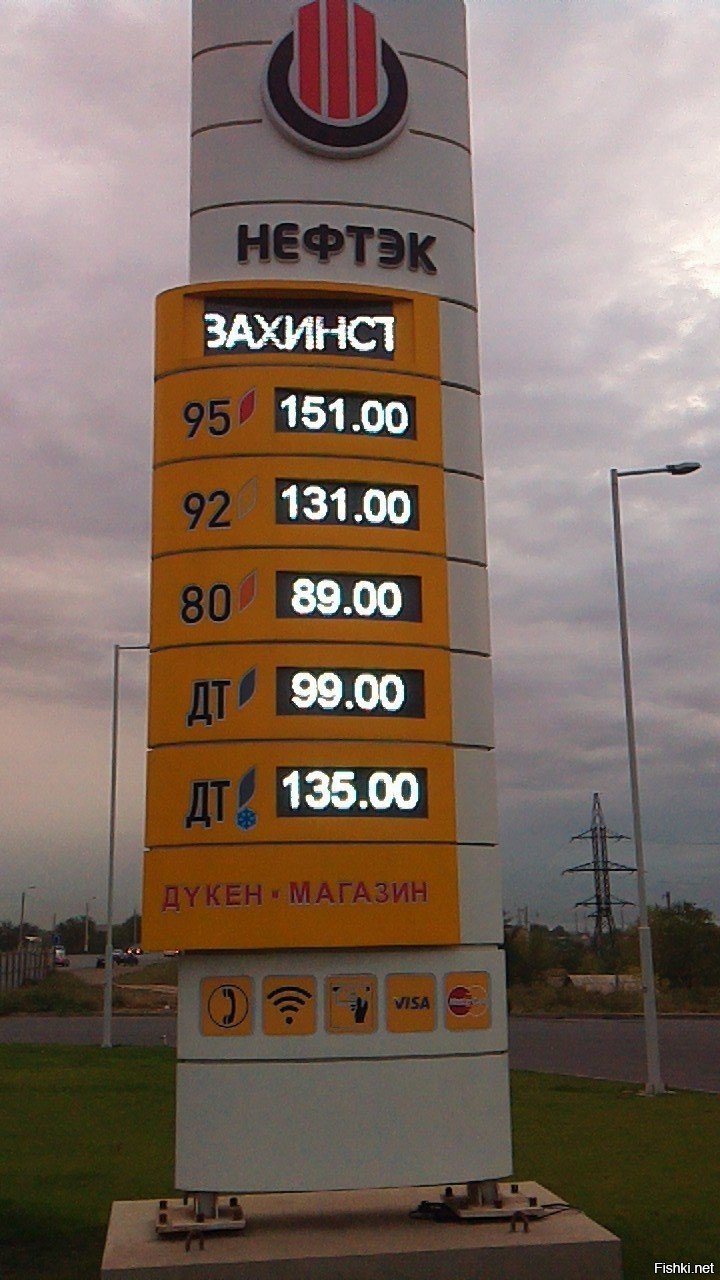 НЕФТЭК
ЗАХИНСТ
95 151.00
92 131.00
80 89.00
ДТ 99.00
ДТ 135.00
ДҮКЕН • МАГАЗИН
VISA
MasterCard
Fishki.net